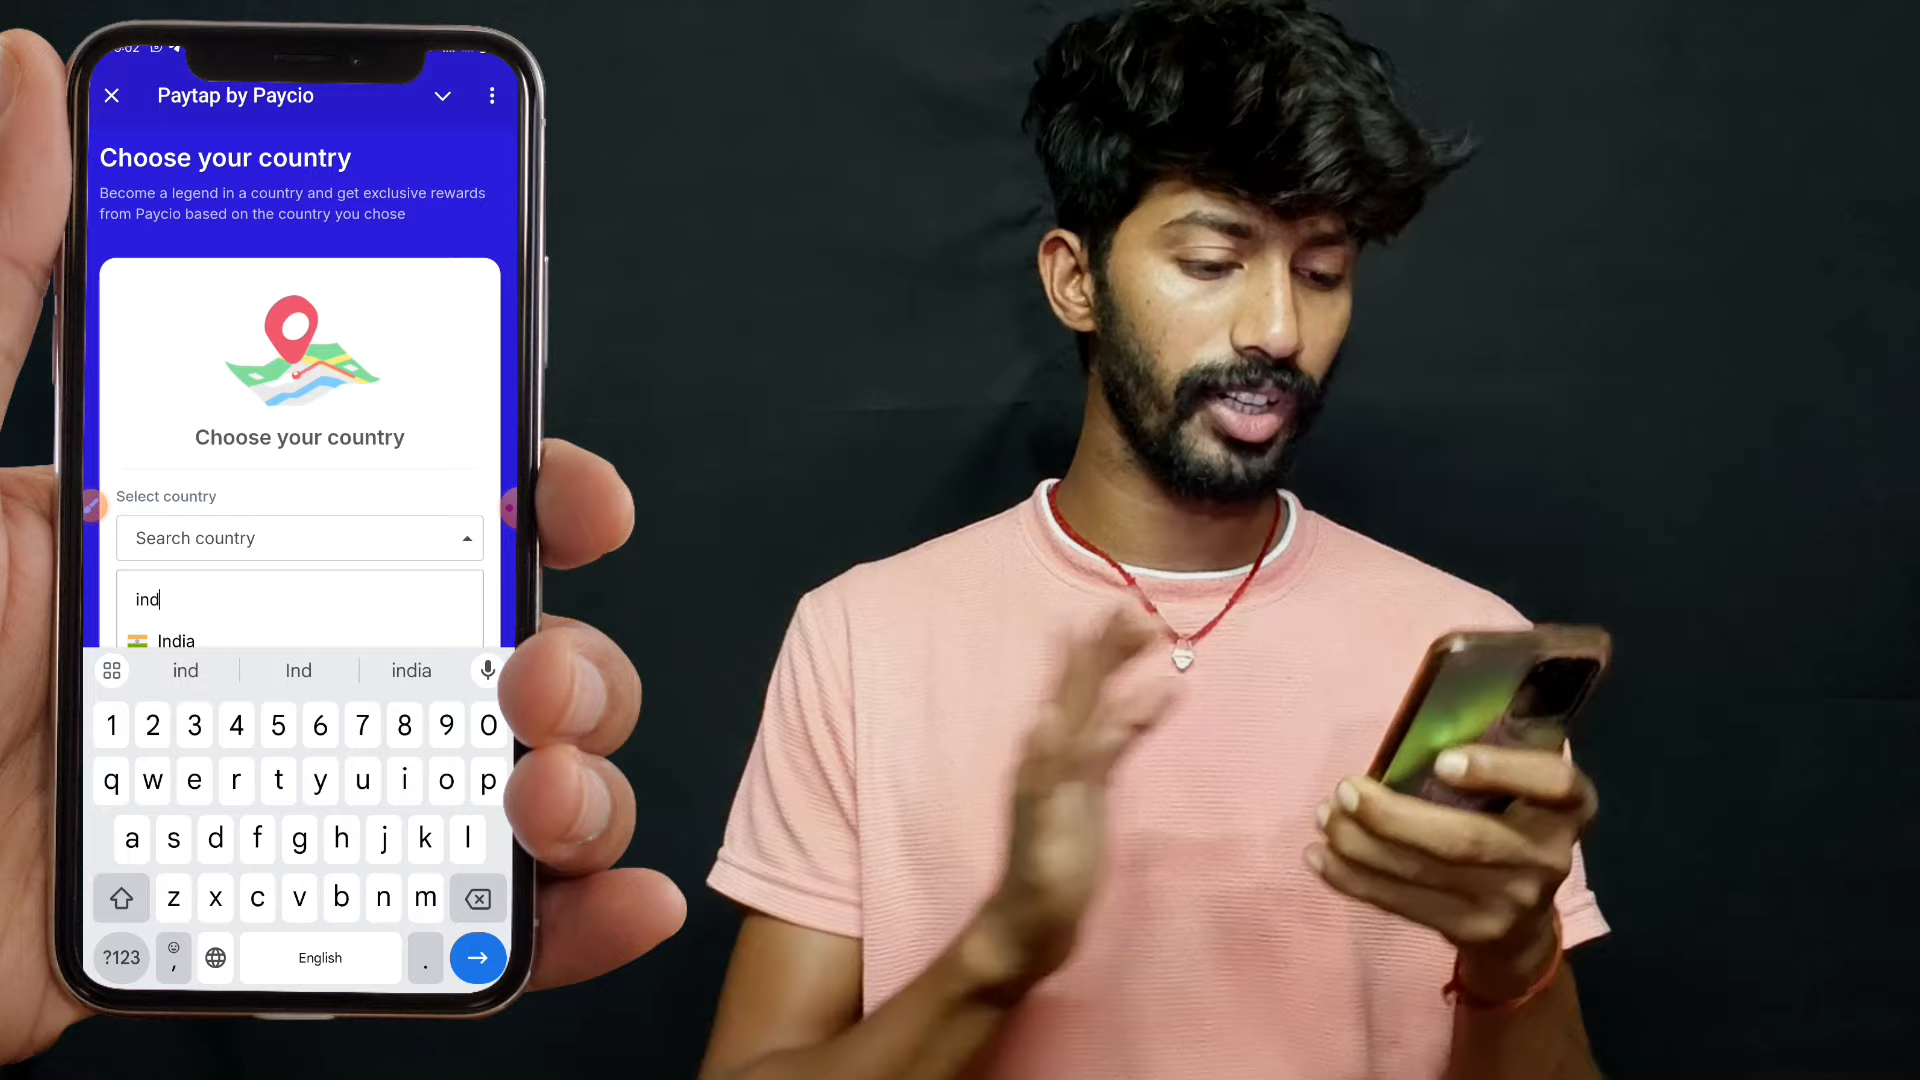 Paytap by Paycio
Choose your country
Become a legend in a country and get exclusive rewards
from Paycio based on the country you chose
Choose your country
Select country
Search country
ind
India
ind Ind india
1 2 3 4 5 6 7 8 9 0
q w e r t y u i o p
a s d f g h j k l
z x c v b n m
?123 , English .